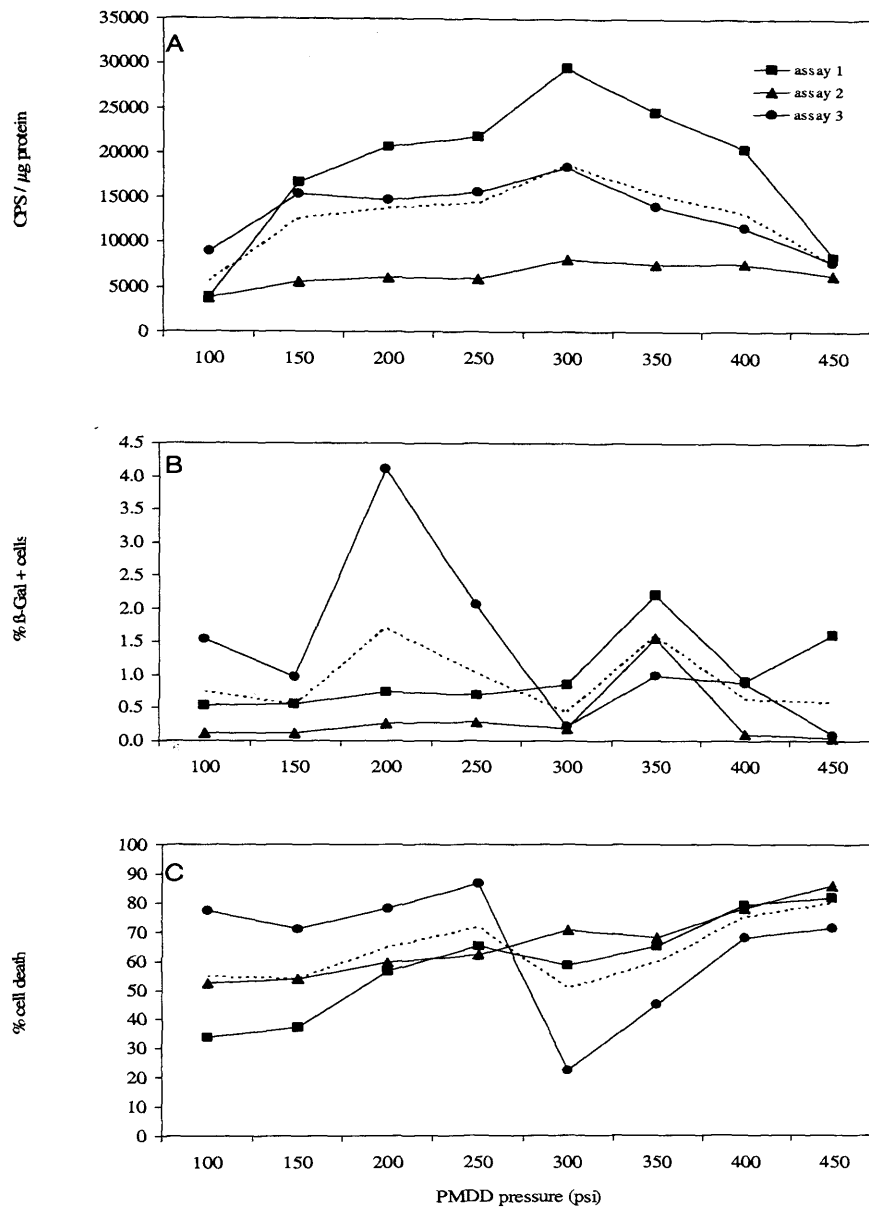 A
35000
30000
25000
20000
15000
10000
5000
0
CPS / µg protein
assay 1
assay 2
assay 3
100 150 200 250 300 350 400 450
B
4.5
4.0
3.5
3.0
2.5
2.0
1.5
1.0
0.5
0.0
% ß-Gal + cells
100 150 200 250 300 350 400 450
C
100
90
80
70
60
50
40
30
20
10
0
% cell death
100 150 200 250 300 350 400 450
PMDD pressure (psi)